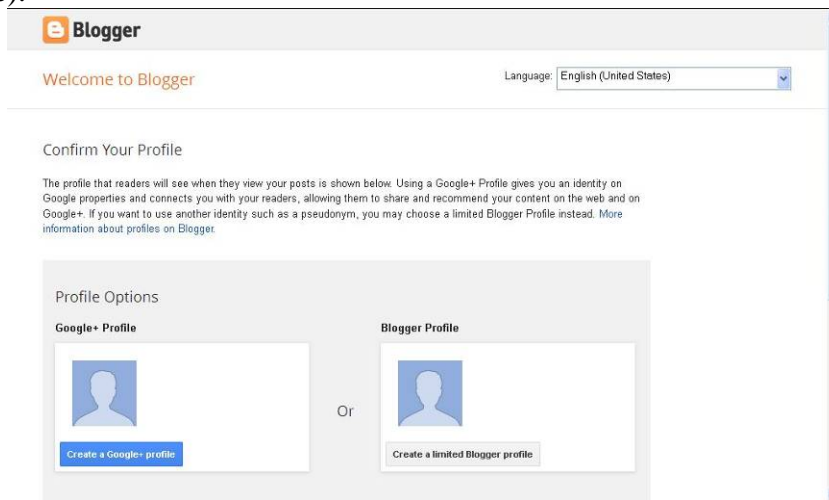 Blogger
Welcome to Blogger
Language: English (United States)
Confirm Your Profile
The profile that readers will see when they view your posts is shown below. Using a Google+ Profile gives you an identity on
Google properties and connects you with your readers, allowing them to share and recommend your content on the web and on
Google+. If you want to use another identity such as a pseudonym, you may choose a limited Blogger Profile instead. More
information about profiles on Blogger.
Profile Options
Google+ Profile
Blogger Profile
Or
Create a Google+ profile
Create a limited Blogger profile